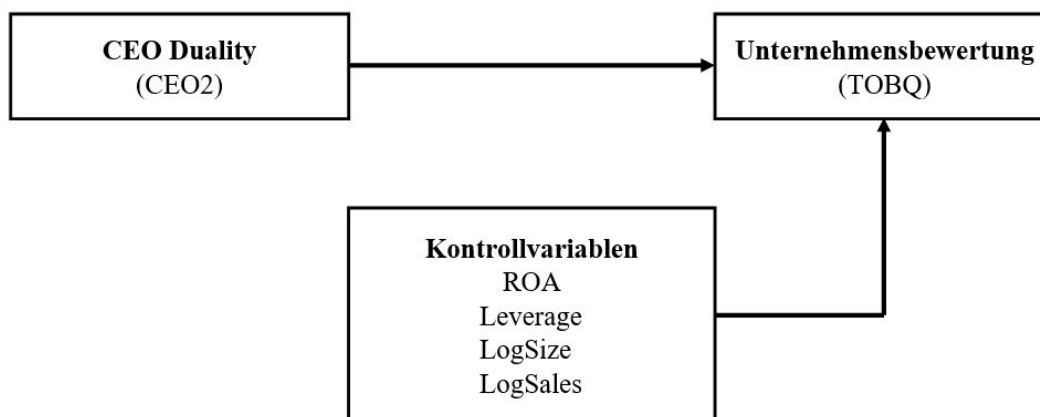 CEO Duality
(CEO2)
Unternehmensbewertung
(TOBQ)
Kontrollvariablen
ROA
Leverage
LogSize
LogSales